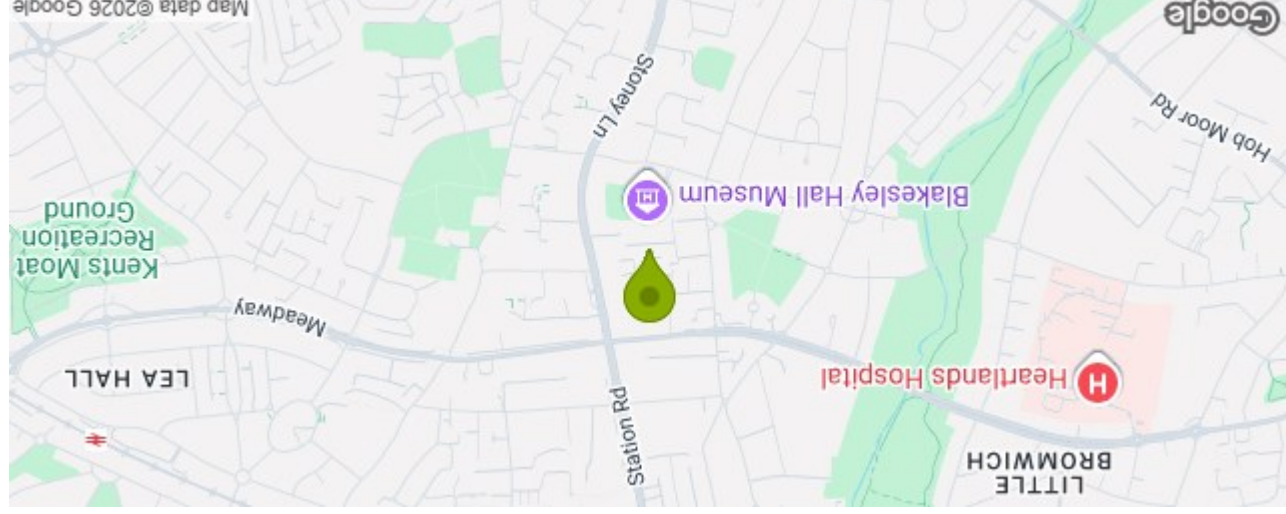 LITTLE
BROMWICH
Heartlands Hospital
H
Station Rd
LEA HALL
Meadway
Kents Moat
Recreation
Ground
Blakesley Hall Museum
Stoney Ln
Hob Moor Rd
Google
Map data ©2026 Google